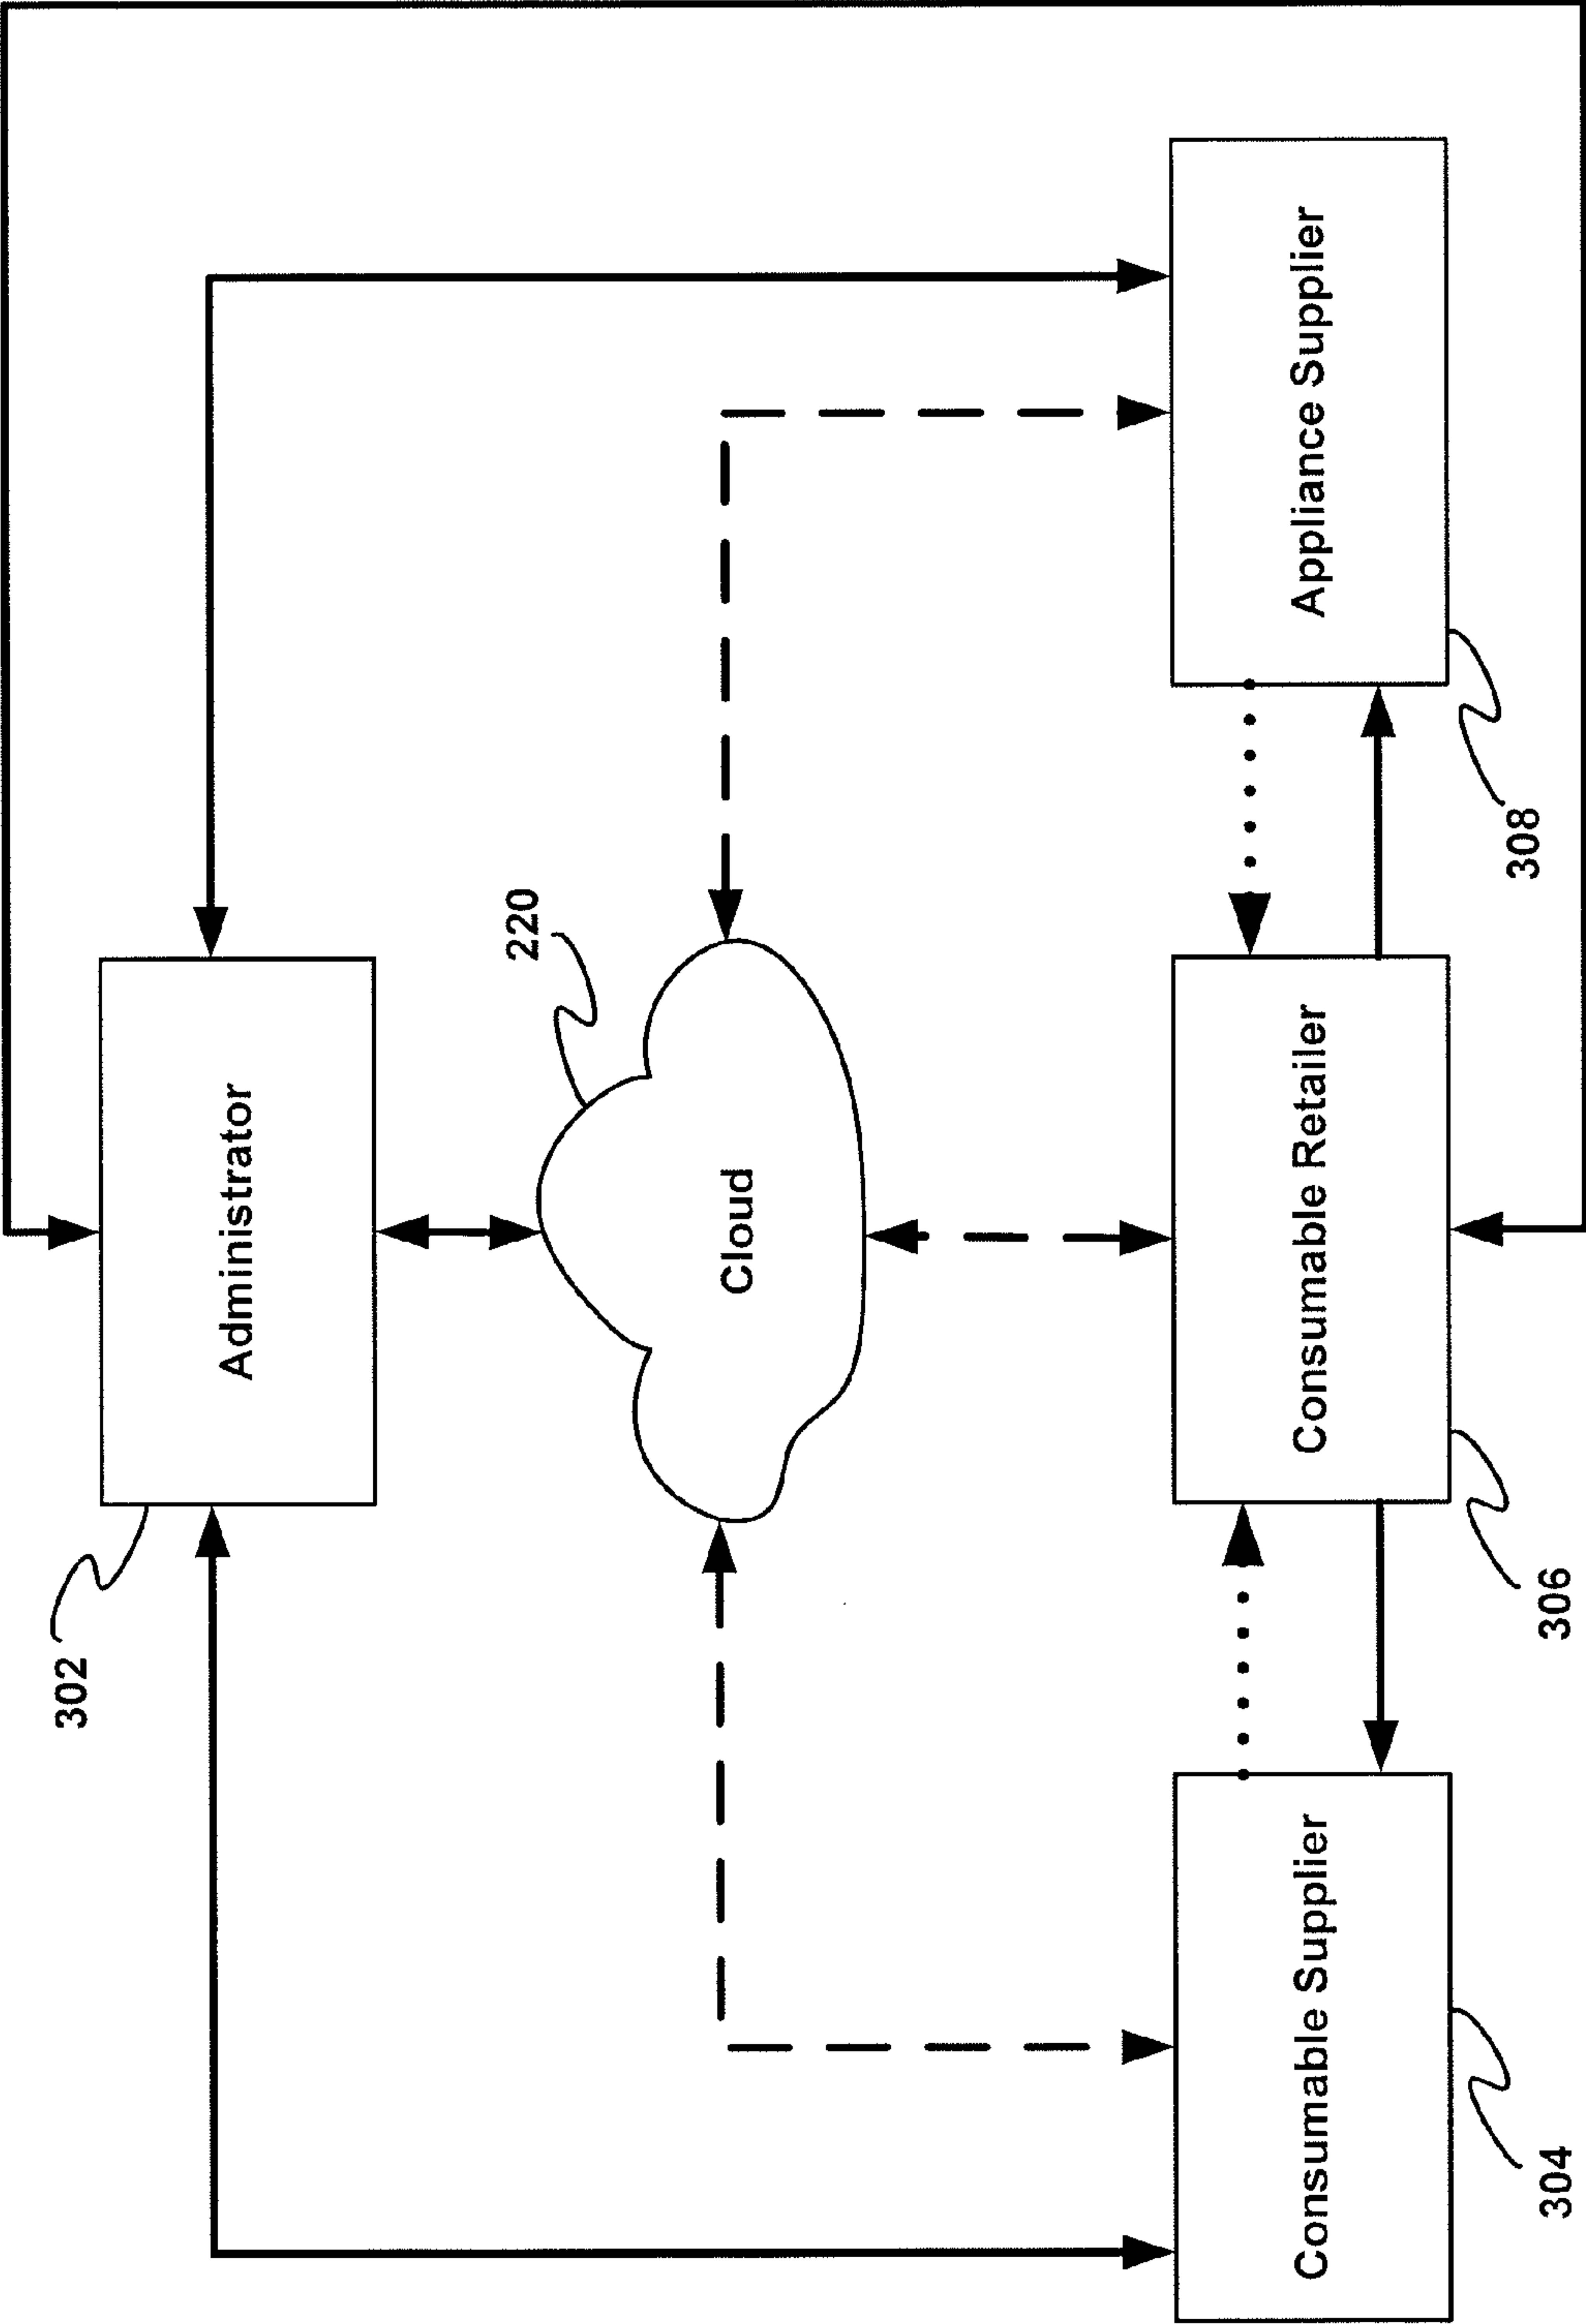 302
Administrator
220
Cloud
Consumable Supplier
Consumable Retailer
Appliance Supplier
304
306
308